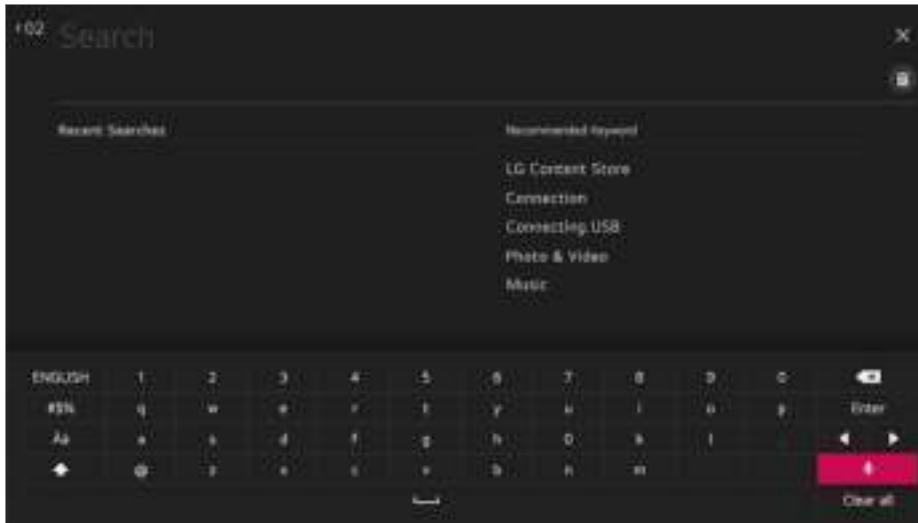 Search
Recent Searches
Recommended Keyword
LG Content Store
Connection
Connecting USB
Photo & Video
Music
ENGLISH 1 2 3 4 5 6 7 8 9 0
#$% q w e r t y u i o p Enter
Aa a s d f g h k l
@ z x c v b n m
Clear all